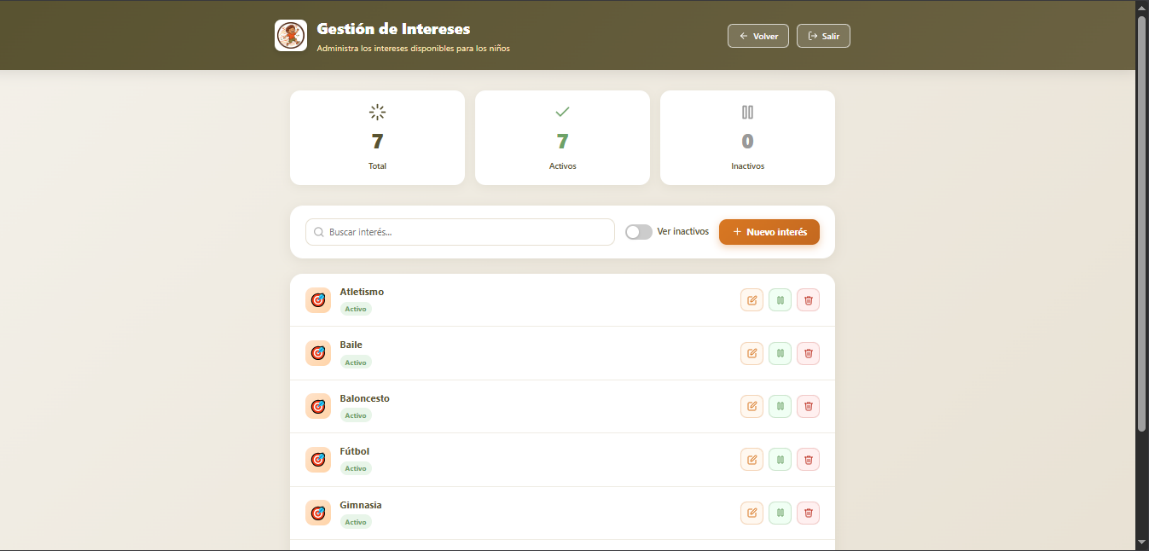 Gestión de Intereses
Administra los intereses disponibles para los niños
Volver
Salir
7
Total
7
Activos
0
Inactivos
Buscar interés...
Ver inactivos
+ Nuevo interés
Atletismo
Activo
Baile
Activo
Baloncesto
Activo
Fútbol
Activo
Gimnasia
Activo